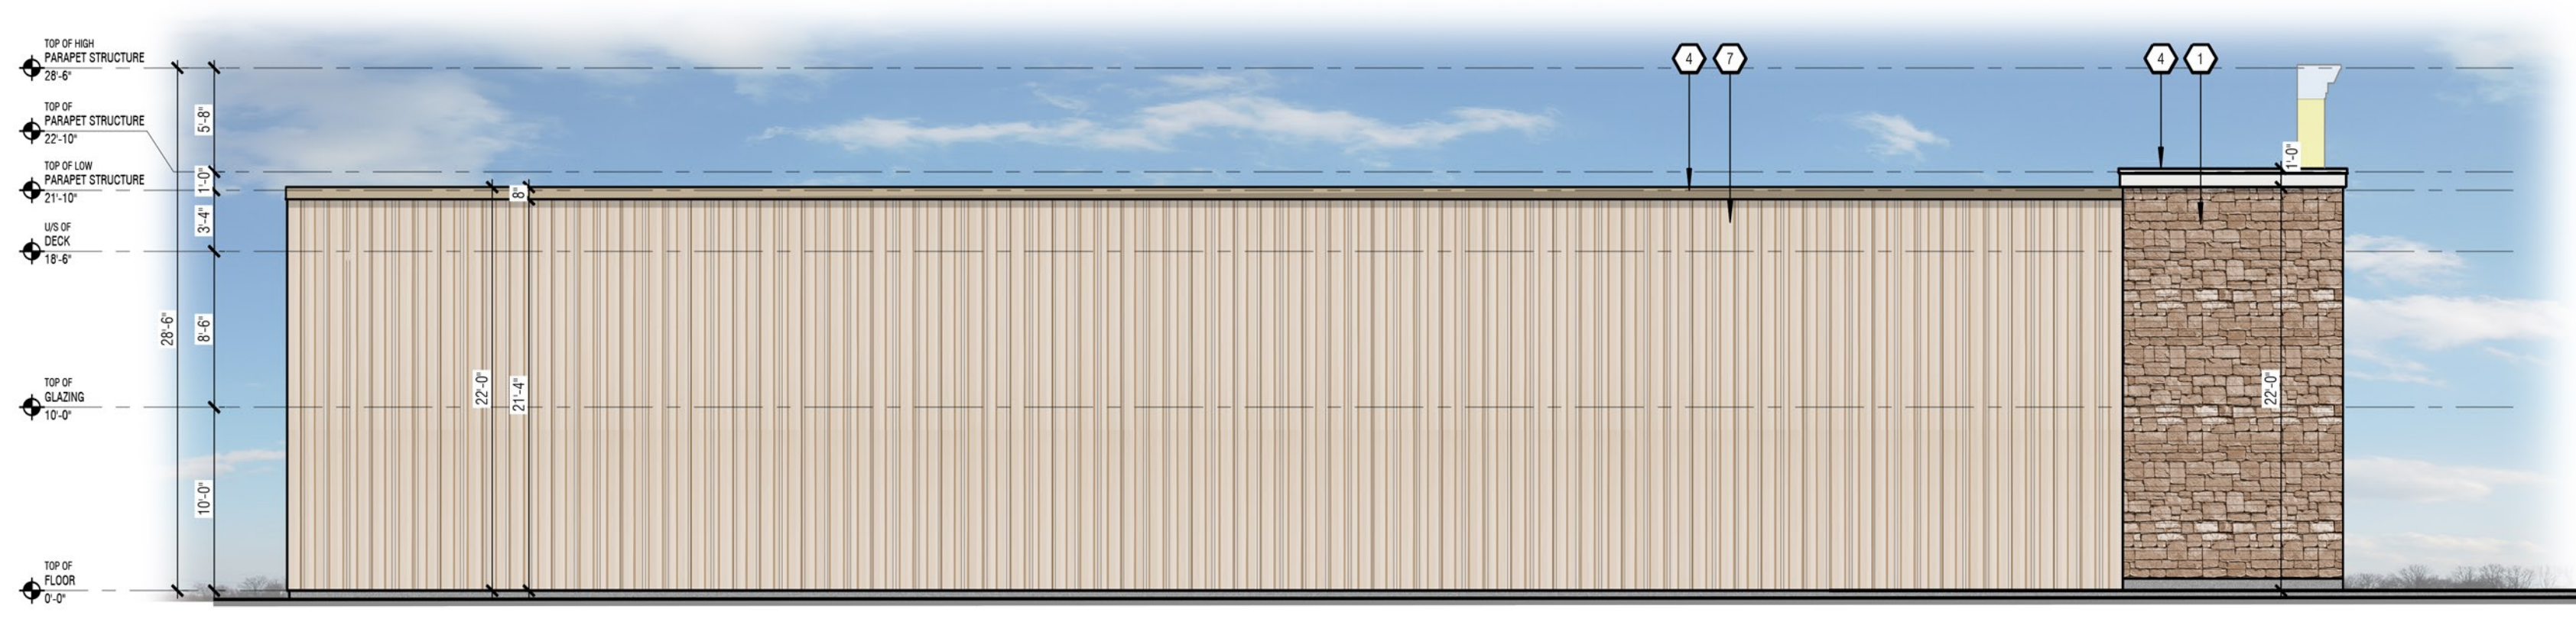 TOP OF HIGH
PARAPET STRUCTURE
28'-6"
TOP OF
PARAPET STRUCTURE
22'-10"
TOP OF LOW
PARAPET STRUCTURE
21'-10"
U/S OF
DECK
18'-6"
TOP OF
GLAZING
10'-0"
TOP OF
FLOOR
0'-0"
28'-6"
5'-8"
1'-0"
3'-4"
8'-6"
10'-0"
22'-0"
8"
21'-4"
4
7
4
1
1'-0"
22'-0"